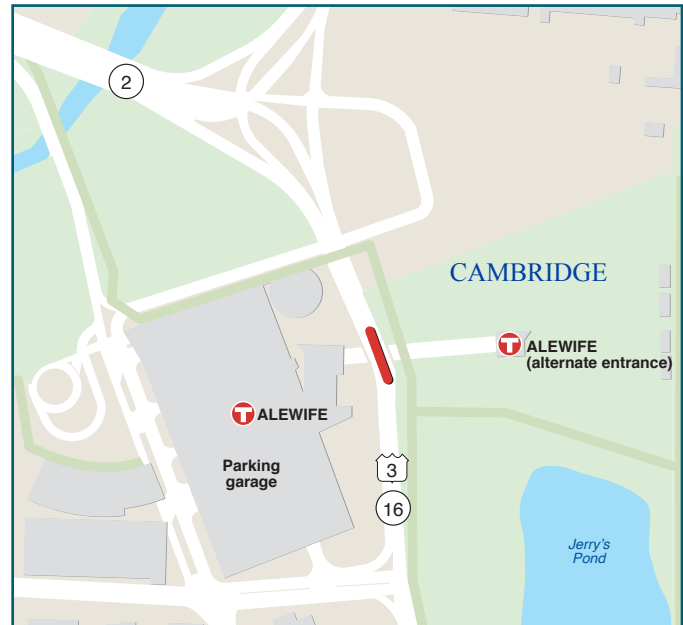 2
CAMBRIDGE
T
ALEWIFE
(alternate entrance)
T
ALEWIFE
Parking
garage
3
16
Jerry's
Pond